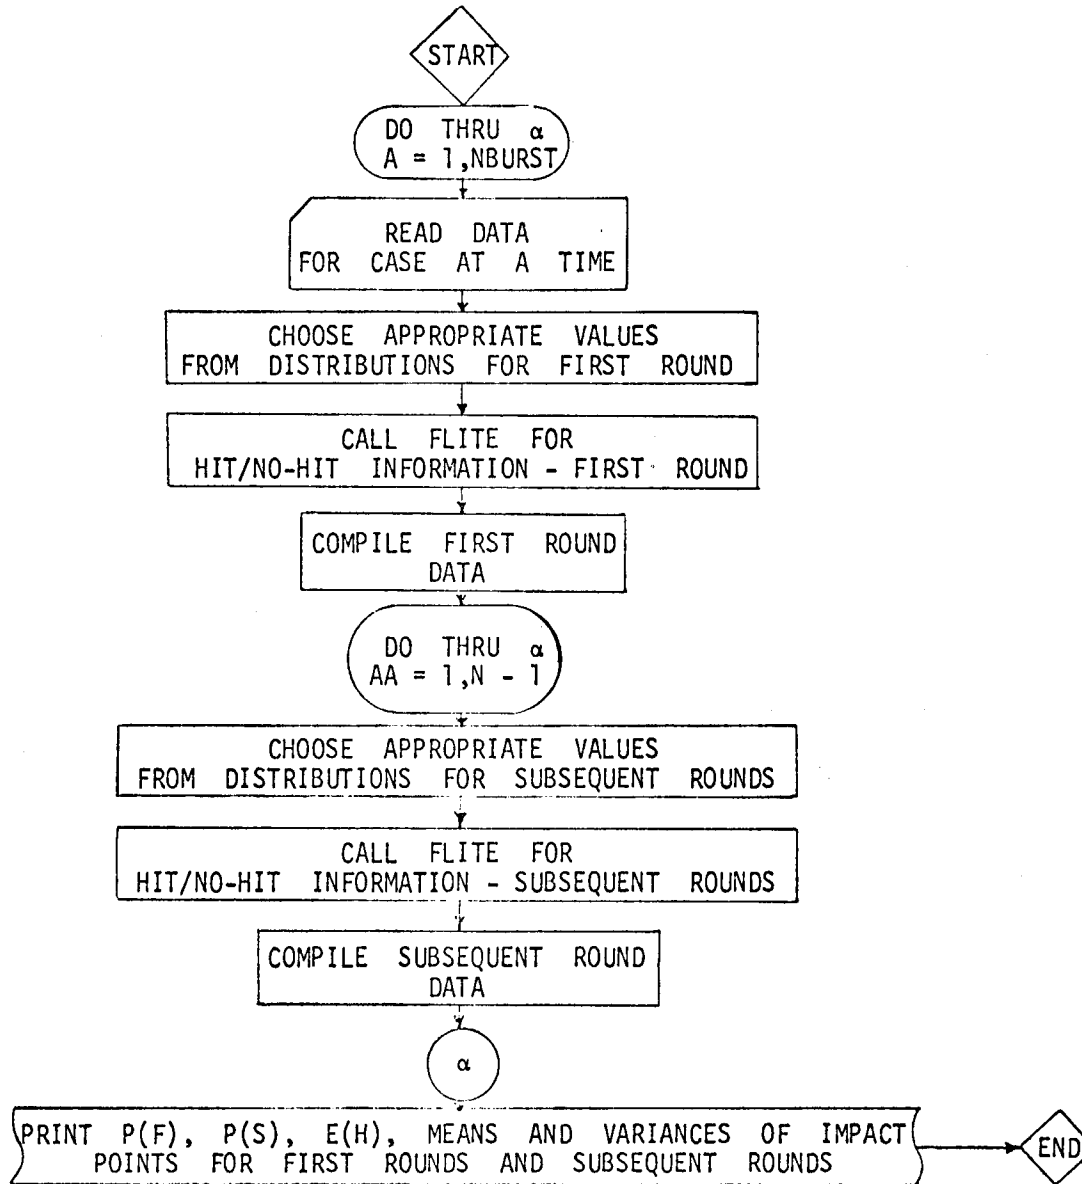 START
DO THRU α
A = 1,NBURST
READ DATA
FOR CASE AT A TIME
CHOOSE APPROPRIATE VALUES
FROM DISTRIBUTIONS FOR FIRST ROUND
CALL FLITE FOR
HIT/NO-HIT INFORMATION - FIRST ROUND
COMPILE FIRST ROUND
DATA
DO THRU α
AA = 1,N - 1
CHOOSE APPROPRIATE VALUES
FROM DISTRIBUTIONS FOR SUBSEQUENT ROUNDS
CALL FLITE FOR
HIT/NO-HIT INFORMATION - SUBSEQUENT ROUNDS
COMPILE SUBSEQUENT ROUND
DATA
α
PRINT P(F), P(S), E(H), MEANS AND VARIANCES OF IMPACT
POINTS FOR FIRST ROUNDS AND SUBSEQUENT ROUNDS
END